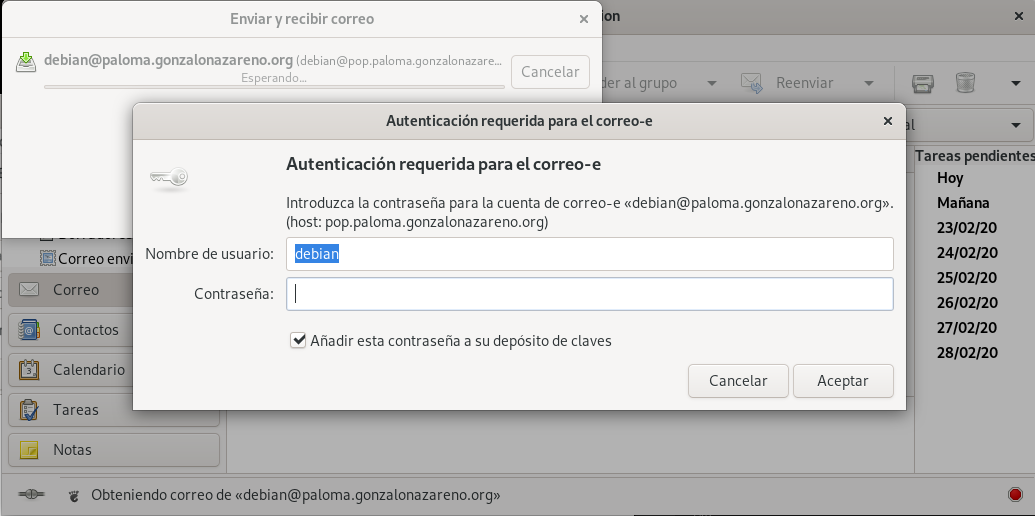 Enviar y recibir correo
ion
debian@paloma.gonzalonazareno.org (debian@pop.paloma.gonzalonazare...
Esperando...
Cancelar
der al grupo
Reenviar
Autenticación requerida para el correo-e
al
Tareas pendientes
Autenticación requerida para el correo-e
Introduzca la contraseña para la cuenta de correo-e «debian@paloma.gonzalonazareno.org».
(host: pop.paloma.gonzalonazareno.org)
Nombre de usuario: debian
Contraseña:
Añadir esta contraseña a su depósito de claves
Cancelar
Aceptar
Hoy
Mañana
23/02/20
24/02/20
25/02/20
26/02/20
27/02/20
28/02/20
Correo envi
Correo
Contactos
Calendario
Tareas
Notas
Obteniendo correo de «debian@paloma.gonzalonazareno.org»